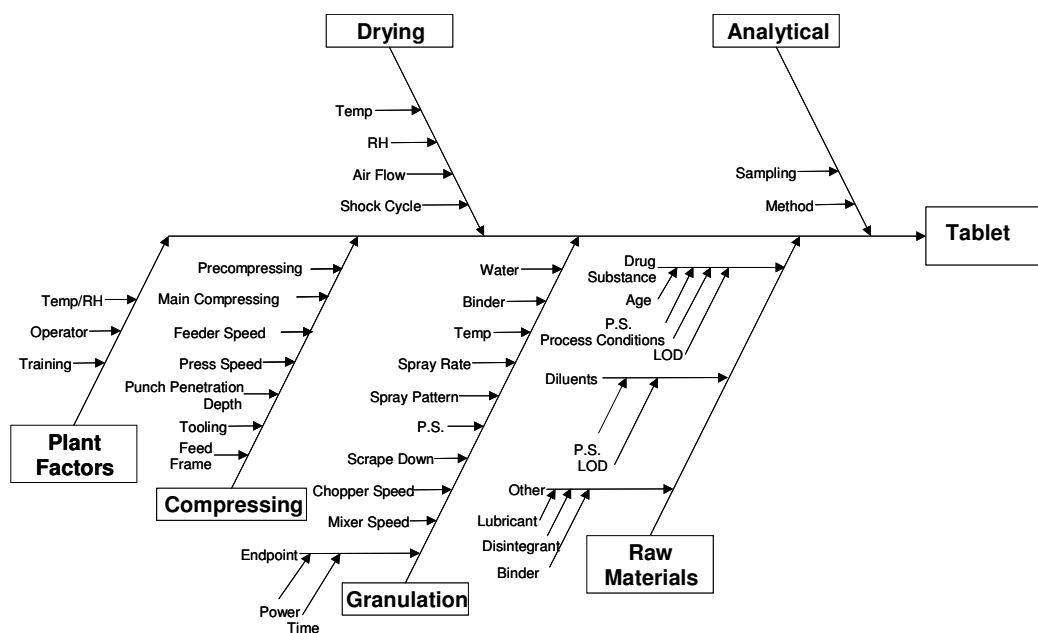 Drying
Analytical
Temp
RH
Air Flow
Shock Cycle
Sampling
Method
Tablet
Temp/RH
Operator
Training
Plant
Factors
Precompressing
Main Compressing
Feeder Speed
Press Speed
Punch Penetration
Depth
Tooling
Feed
Frame
Compressing
Water
Binder
Temp
Spray Rate
Spray Pattern
P.S.
Scrape Down
Chopper Speed
Mixer Speed
Endpoint
Power
Time
Granulation
Drug
Substance
Age
P.S.
Process Conditions
LOD
Diluents
P.S.
LOD
Other
Lubricant
Disintegrant
Binder
Raw
Materials